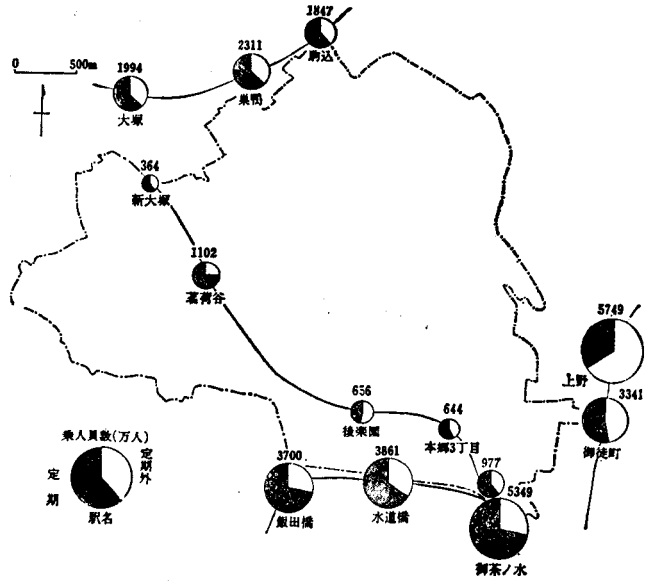 1847
駒込
2311
巣鴨
1994
大塚
0 500m
364
新大塚
1102
茗荷谷
5749
上野
3341
御徒町
656
後楽園
644
本郷3丁目
977
5349
御茶ノ水
3861
水道橋
3700
飯田橋
乗人員数(万人)
定期
定期外
駅名